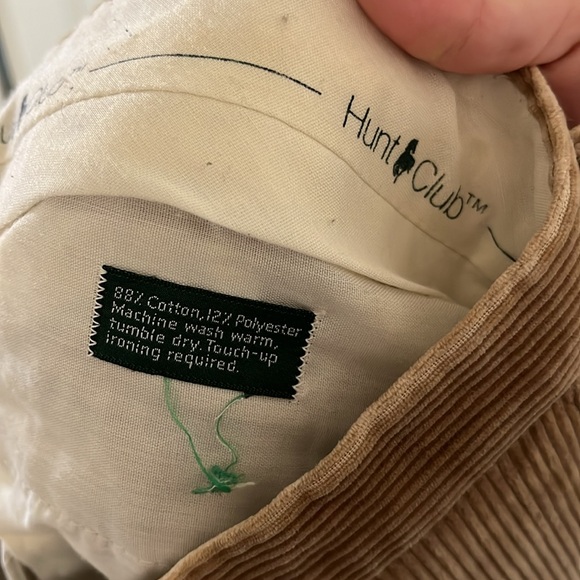 Hunt Club™
88% Cotton, 12% Polyester
Machine wash warm,
tumble dry. Touch-up
ironing required.